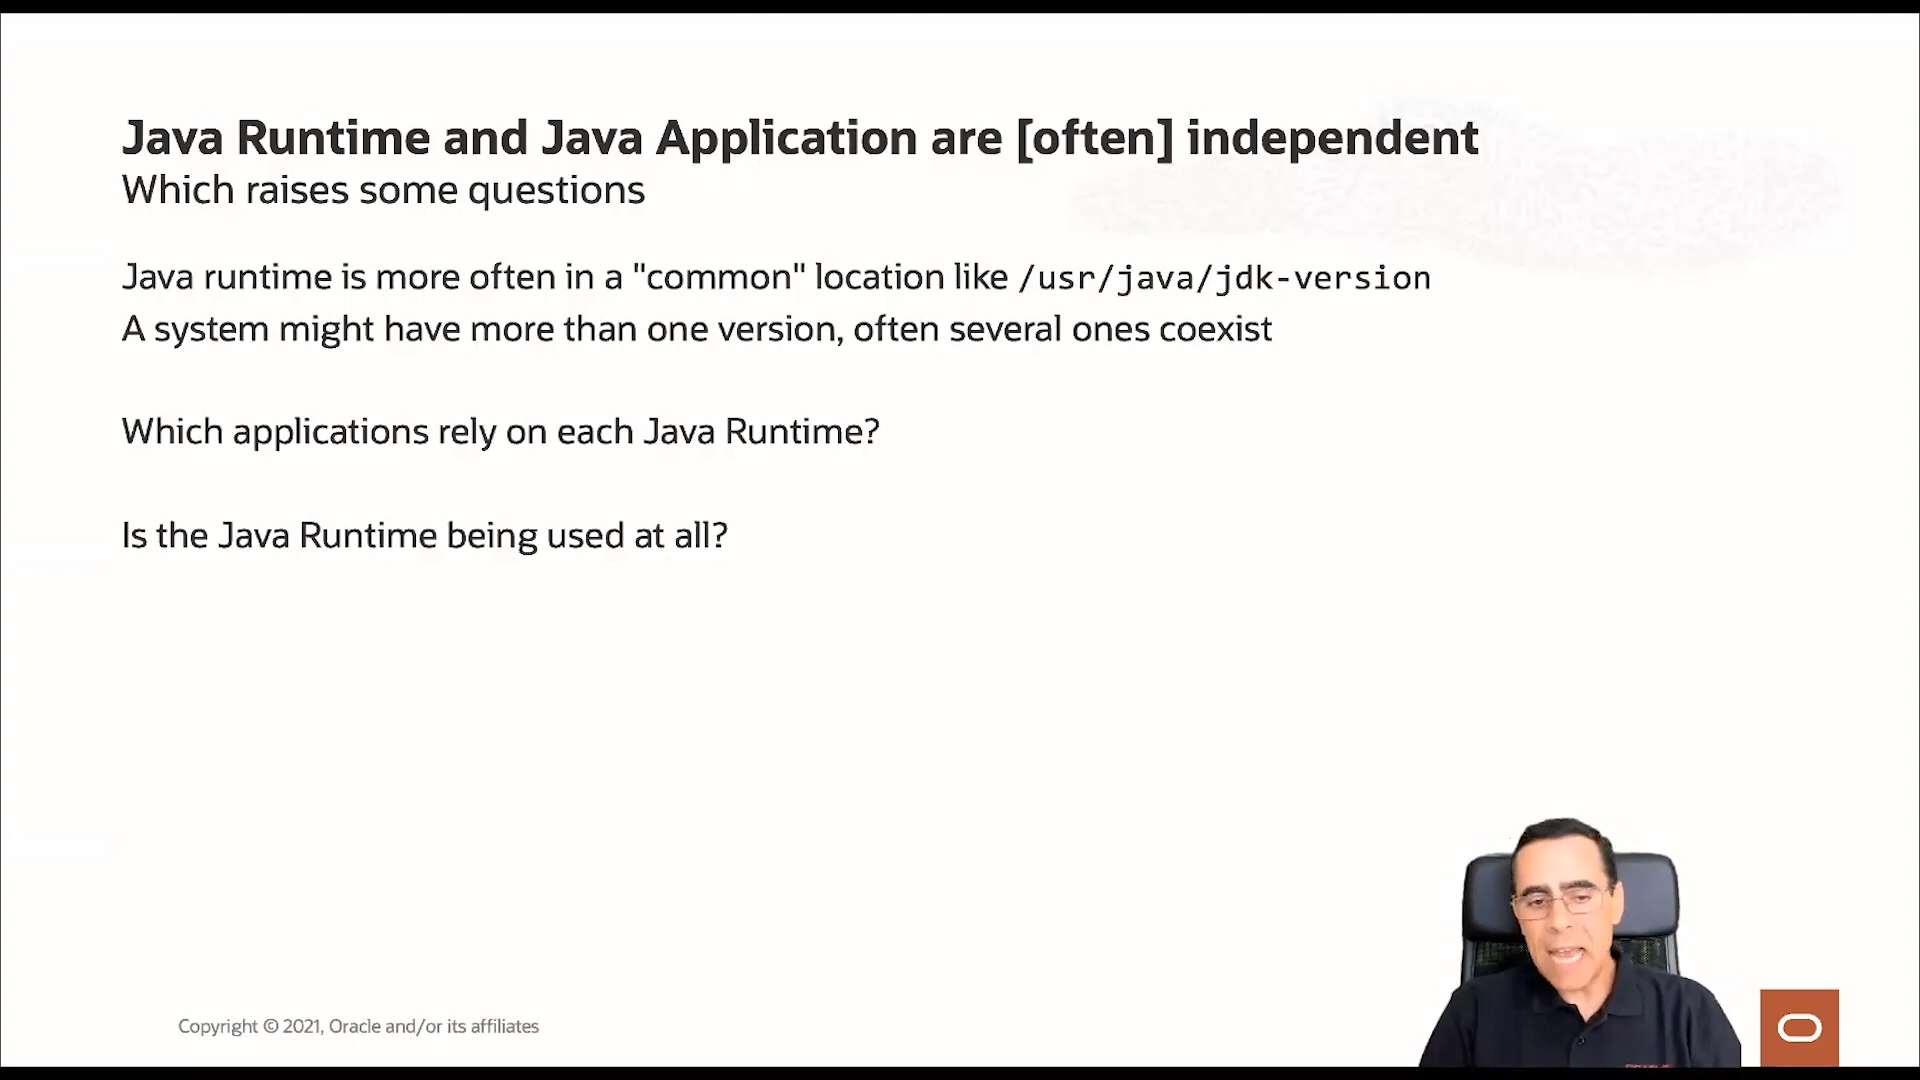 Java Runtime and Java Application are [often] independent
Which raises some questions
Java runtime is more often in a "common" location like /usr/java/jdk-version
A system might have more than one version, often several ones coexist
Which applications rely on each Java Runtime?
Is the Java Runtime being used at all?
Copyright © 2021, Oracle and/or its affiliates